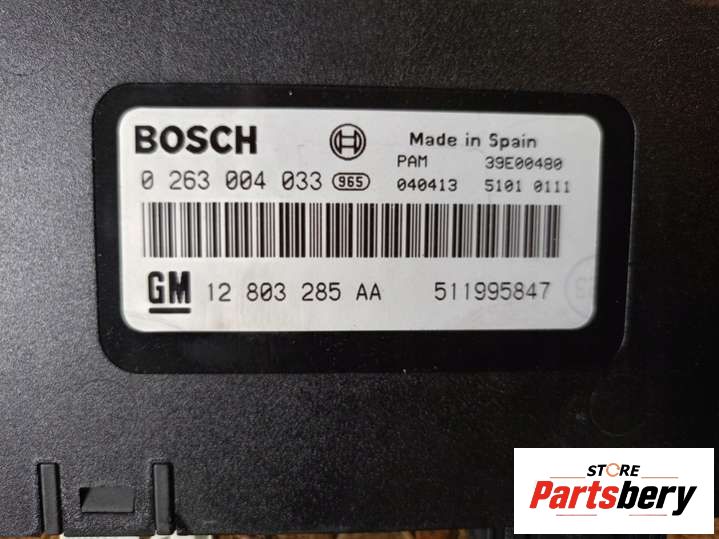 BOSCH Made in Spain
PAM 39E00480
0 263 004 033 965 040413 5101 0111
GM 12 803 285 AA 511995847
STORE
Partsbery